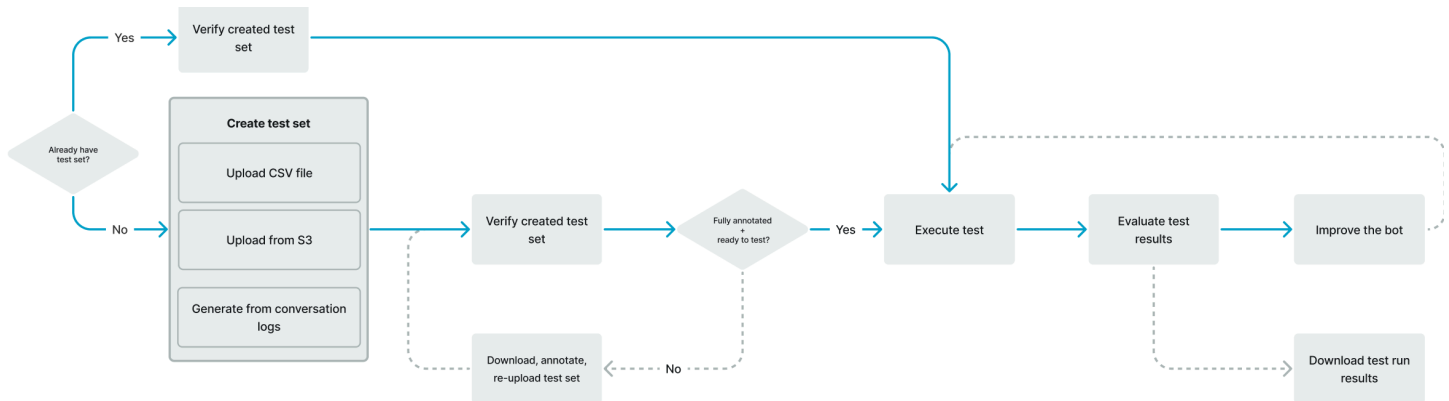 Yes
Verify created test
set
Already have
test set?
No
Create test set
Upload CSV file
Upload from S3
Generate from conversation
logs
Verify created test
set
Fully annotated
+
ready to test?
Yes
Execute test
Evaluate test
results
Improve the bot
Download, annotate,
re-upload test set
No
Download test run
results